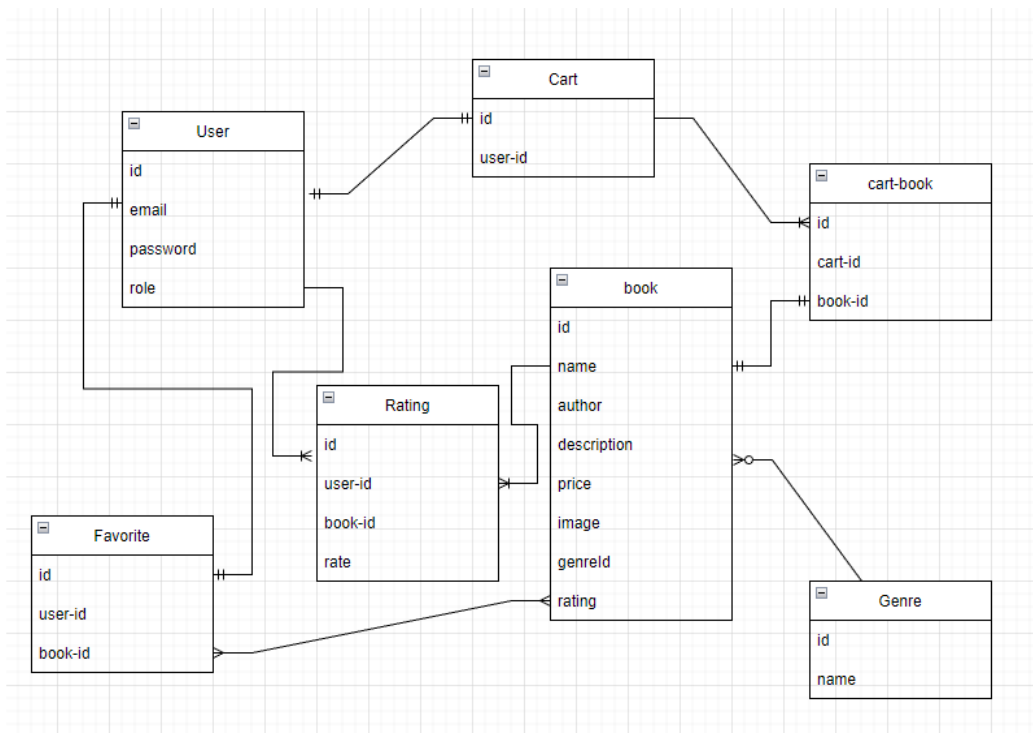 Cart
id
user-id
User
id
email
password
role
cart-book
id
cart-id
book-id
book
id
name
author
description
price
image
genreId
rating
Rating
id
user-id
book-id
rate
Favorite
id
user-id
book-id
Genre
id
name